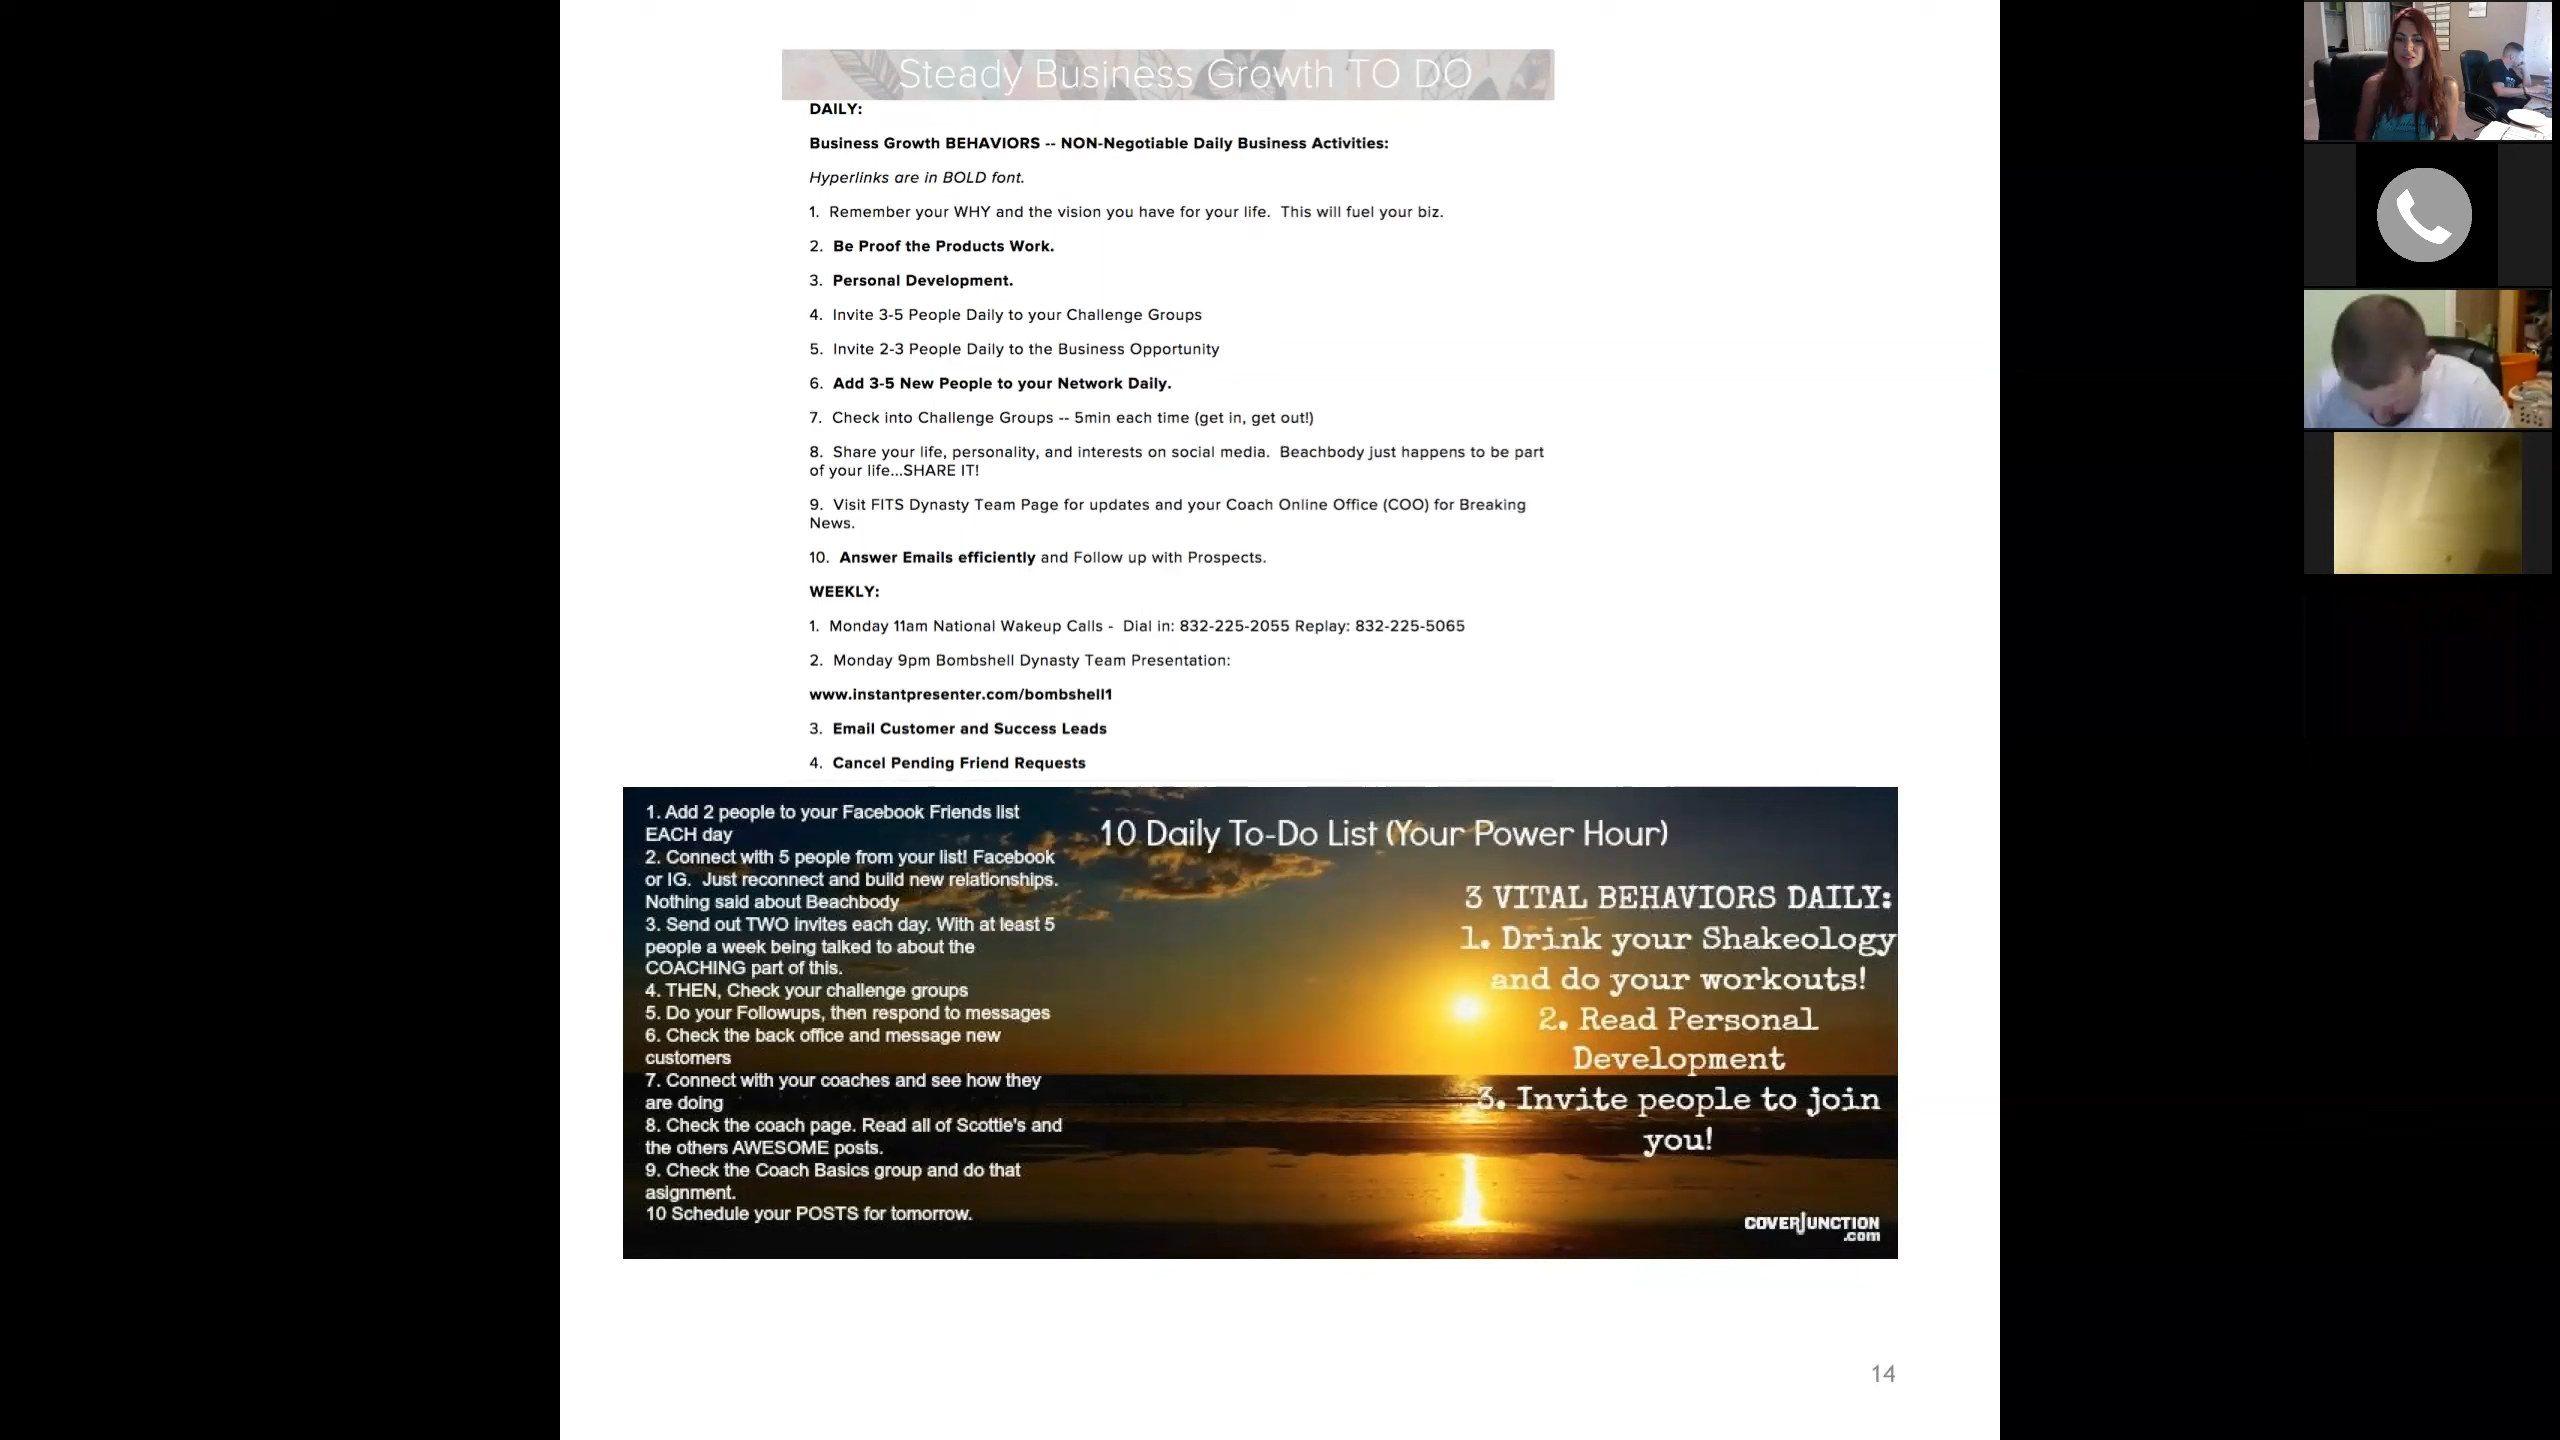 Steady Business Growth TO DO
DAILY:
Business Growth BEHAVIORS -- NON-Negotiable Daily Business Activities:
Hyperlinks are in BOLD font.
1. Remember your WHY and the vision you have for your life. This will fuel your biz.
2. Be Proof the Products Work.
3. Personal Development.
4. Invite 3-5 People Daily to your Challenge Groups
5. Invite 2-3 People Daily to the Business Opportunity
6. Add 3-5 New People to your Network Daily.
7. Check into Challenge Groups -- 5min each time (get in, get out!)
8. Share your life, personality, and interests on social media. Beachbody just happens to be part
of your life...SHARE IT!
9. Visit FITS Dynasty Team Page for updates and your Coach Online Office (COO) for Breaking
News.
10. Answer Emails efficiently and Follow up with Prospects.
WEEKLY:
1. Monday 11am National Wakeup Calls - Dial in: 832-225-2055 Replay: 832-225-5065
2. Monday 9pm Bombshell Dynasty Team Presentation:
www.instantpresenter.com/bombshell1
3. Email Customer and Success Leads
4. Cancel Pending Friend Requests
1. Add 2 people to your Facebook Friends list
EACH day
2. Connect with 5 people from your list! Facebook
or IG. Just reconnect and build new relationships.
Nothing said about Beachbody
3. Send out TWO invites each day. With at least 5
people a week being talked to about the
COACHING part of this.
4. THEN, Check your challenge groups
5. Do your Followups, then respond to messages
6. Check the back office and message new
customers
7. Connect with your coaches and see how they
are doing
8. Check the coach page. Read all of Scottie's and
the others AWESOME posts.
9. Check the Coach Basics group and do that
asignment.
10 Schedule your POSTS for tomorrow.
10 Daily To-Do List (Your Power Hour)
3 VITAL BEHAVIORS DAILY:
1. Drink your Shakeology
and do your workouts!
2. Read Personal
Development
3. Invite people to join
you!
COVERJUNCTION
.com
14